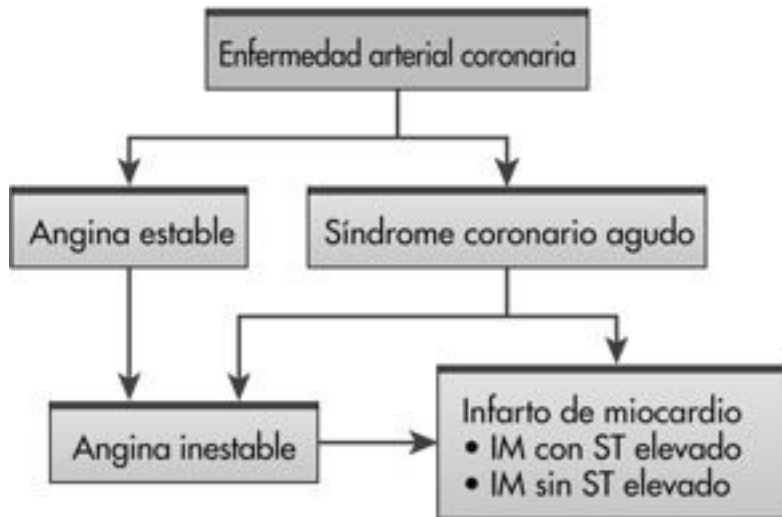 Enfermedad arterial coronaria
Angina estable
Síndrome coronario agudo
Angina inestable
Infarto de miocardio
• IM con ST elevado
• IM sin ST elevado